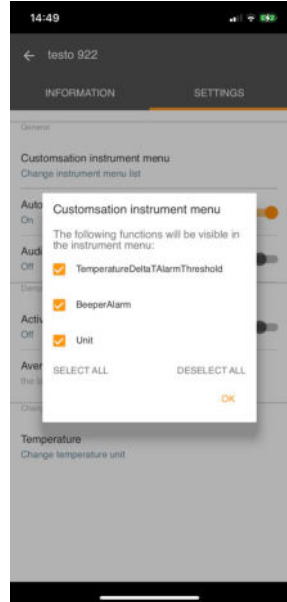 14:49
testo 922
INFORMATION
SETTINGS
General
Customsation instrument menu
Change instrument menu list
Auto
On
Customsation instrument menu
The following functions will be visible in
the instrument menu:
Audi
Off
TemperatureDeltaTAlarmThreshold
BeeperAlarm
Activ
Off
Unit
Aver
the la
SELECT ALL
DESELECT ALL
OK
Temperature
Change temperature unit